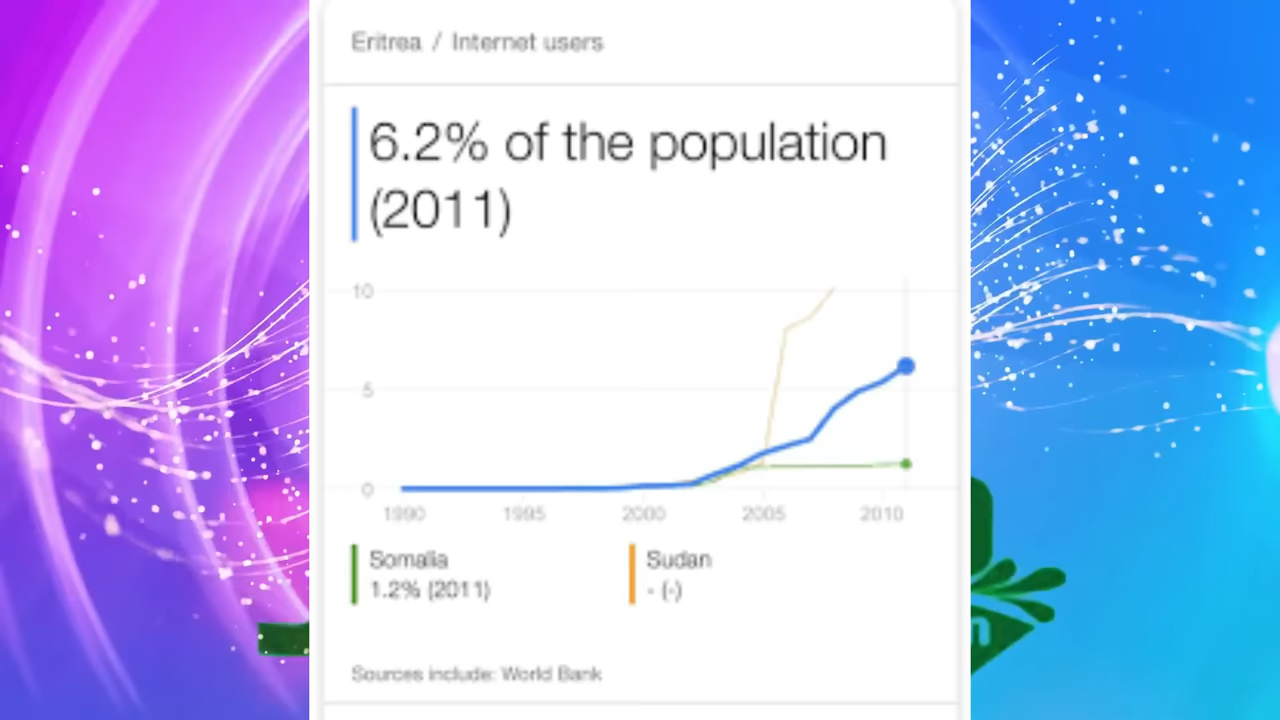 Eritrea / Internet users
6.2% of the population
(2011)
10
5
0
1990 1995 2000 2005 2010
Somalia Sudan
1.2% (2011) - (-)
Sources include: World Bank